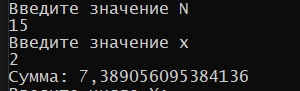 Введите значение N
15
Введите значение x
2
Сумма: 7,389056095384136